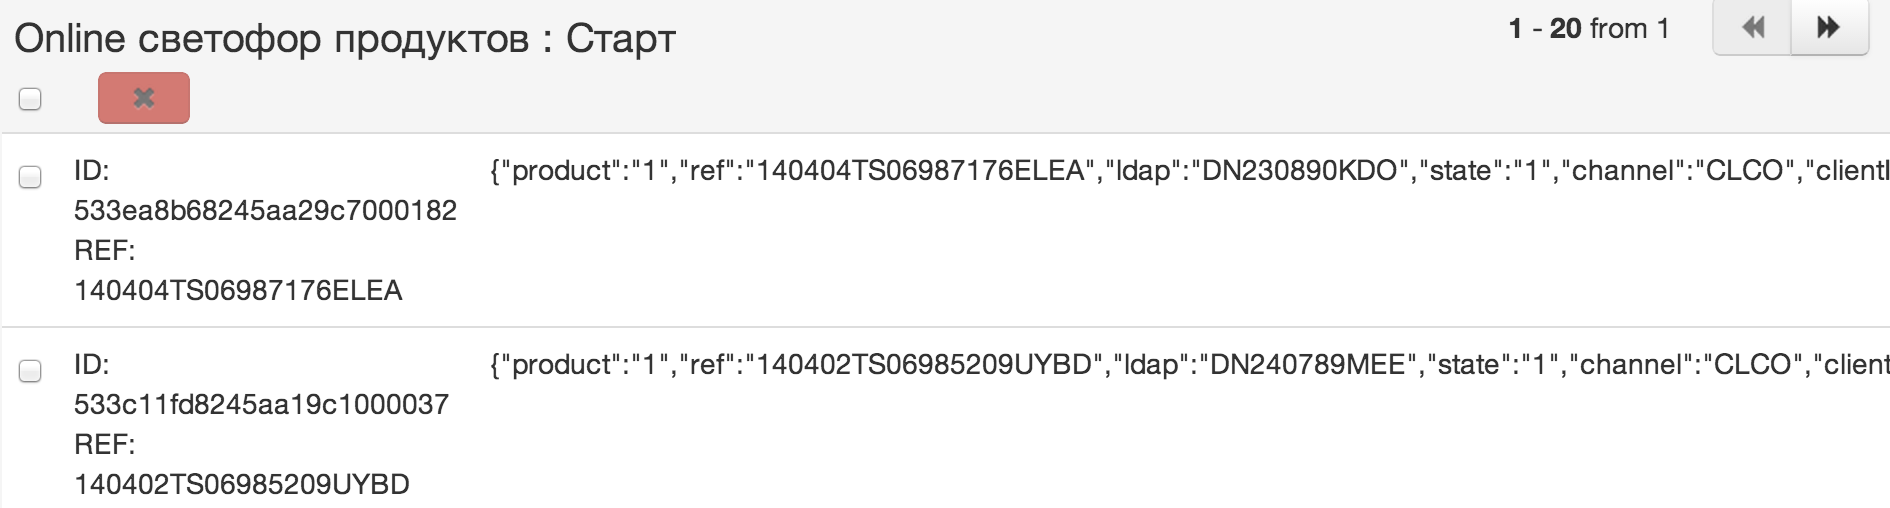 Online светофор продуктов : Старт
1 - 20 from 1
ID:
533ea8b68245aa29c7000182
REF:
140404TS06987176ELEA
{"product":"1","ref":"140404TS06987176ELEA","ldap":"DN230890KDO","state":"1","channel":"CLCO","clientI
ID:
533c11fd8245aa19c1000037
REF:
140402TS06985209UYBD
{"product":"1","ref":"140402TS06985209UYBD","ldap":"DN240789MEE","state":"1","channel":"CLCO","client